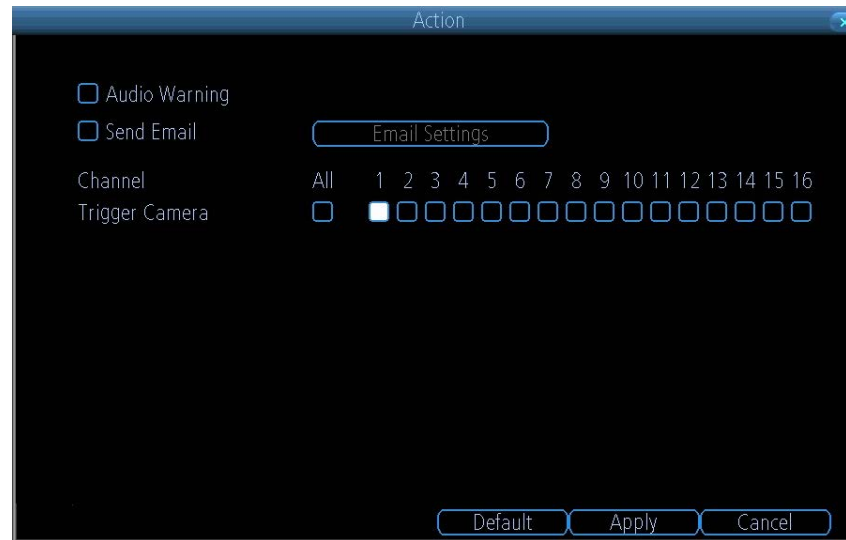 Action
Audio Warning
Send Email Email Settings
Channel All 1 2 3 4 5 6 7 8 9 10 11 12 13 14 15 16
Trigger Camera
Default Apply Cancel